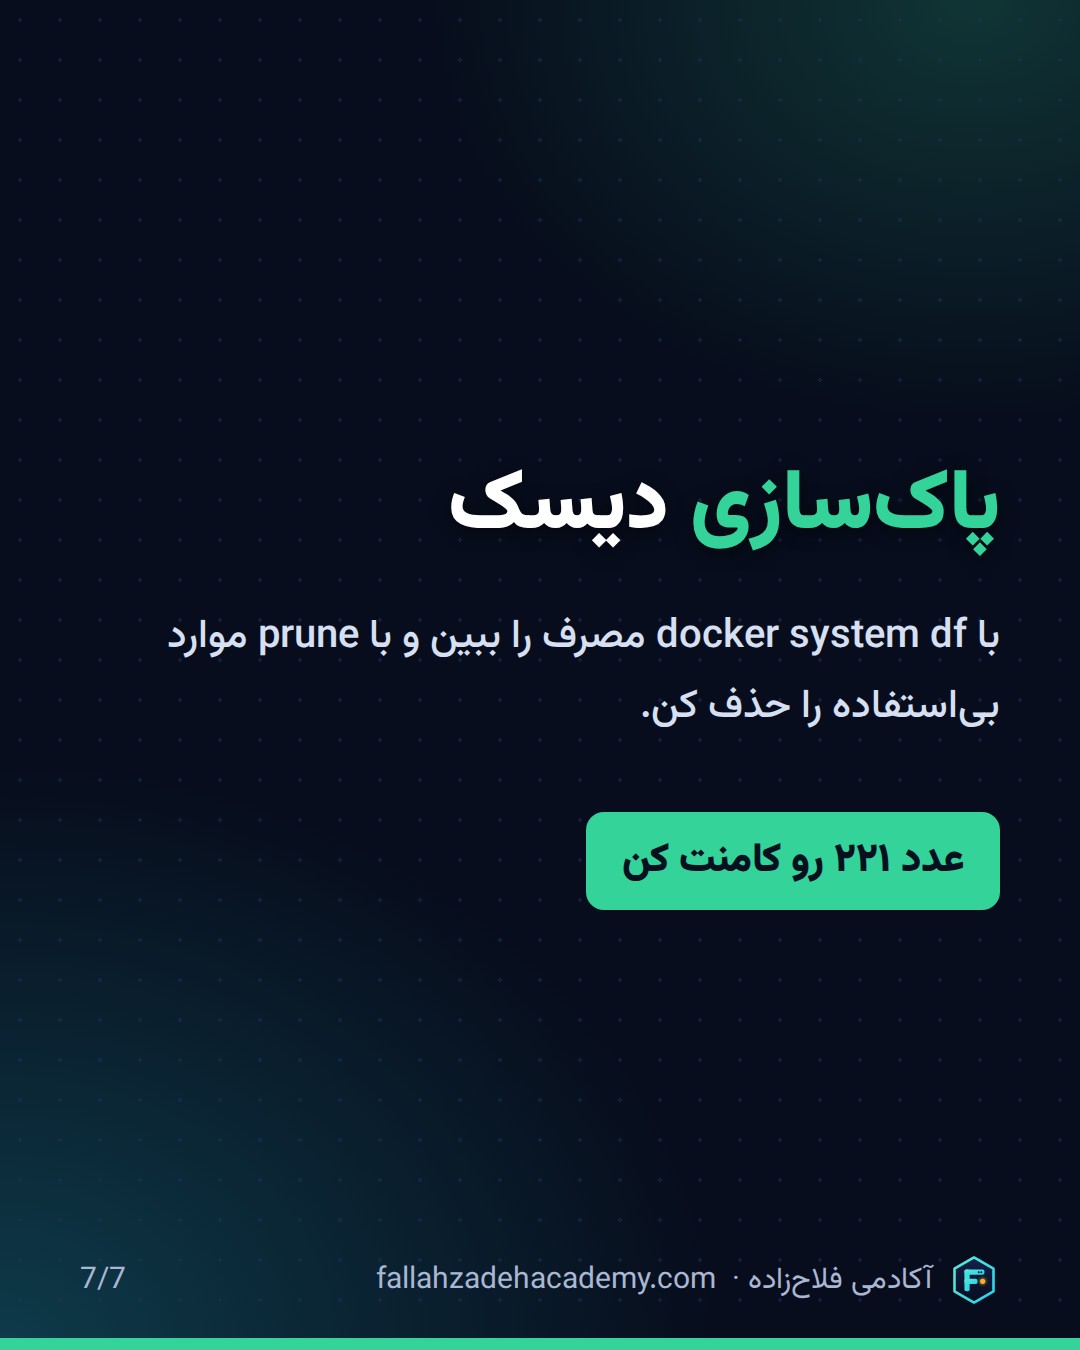 پاک‌سازی دیسک
با docker system df مصرف را ببین و با prune موارد
بی‌استفاده را حذف کن.
عدد ۲۲۱ رو کامنت کن
آکادمی فلاح‌زاده · fallahzadehacademy.com
7/7